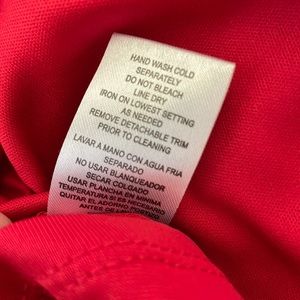 HAND WASH COLD
SEPARATELY
DO NOT BLEACH
LINE DRY
IRON ON LOWEST SETTING
AS NEEDED
REMOVE DETACHABLE TRIM
PRIOR TO CLEANING
LAVAR A MANO CON AGUA FRIA
SEPARADO
NO USAR BLANQUEADOR
SECAR COLGADO
USAR PLANCHA EN MINIMA
TEMPERATURA SI ES NECESARIO
QUITAR EL ADORNO
ANTES DE